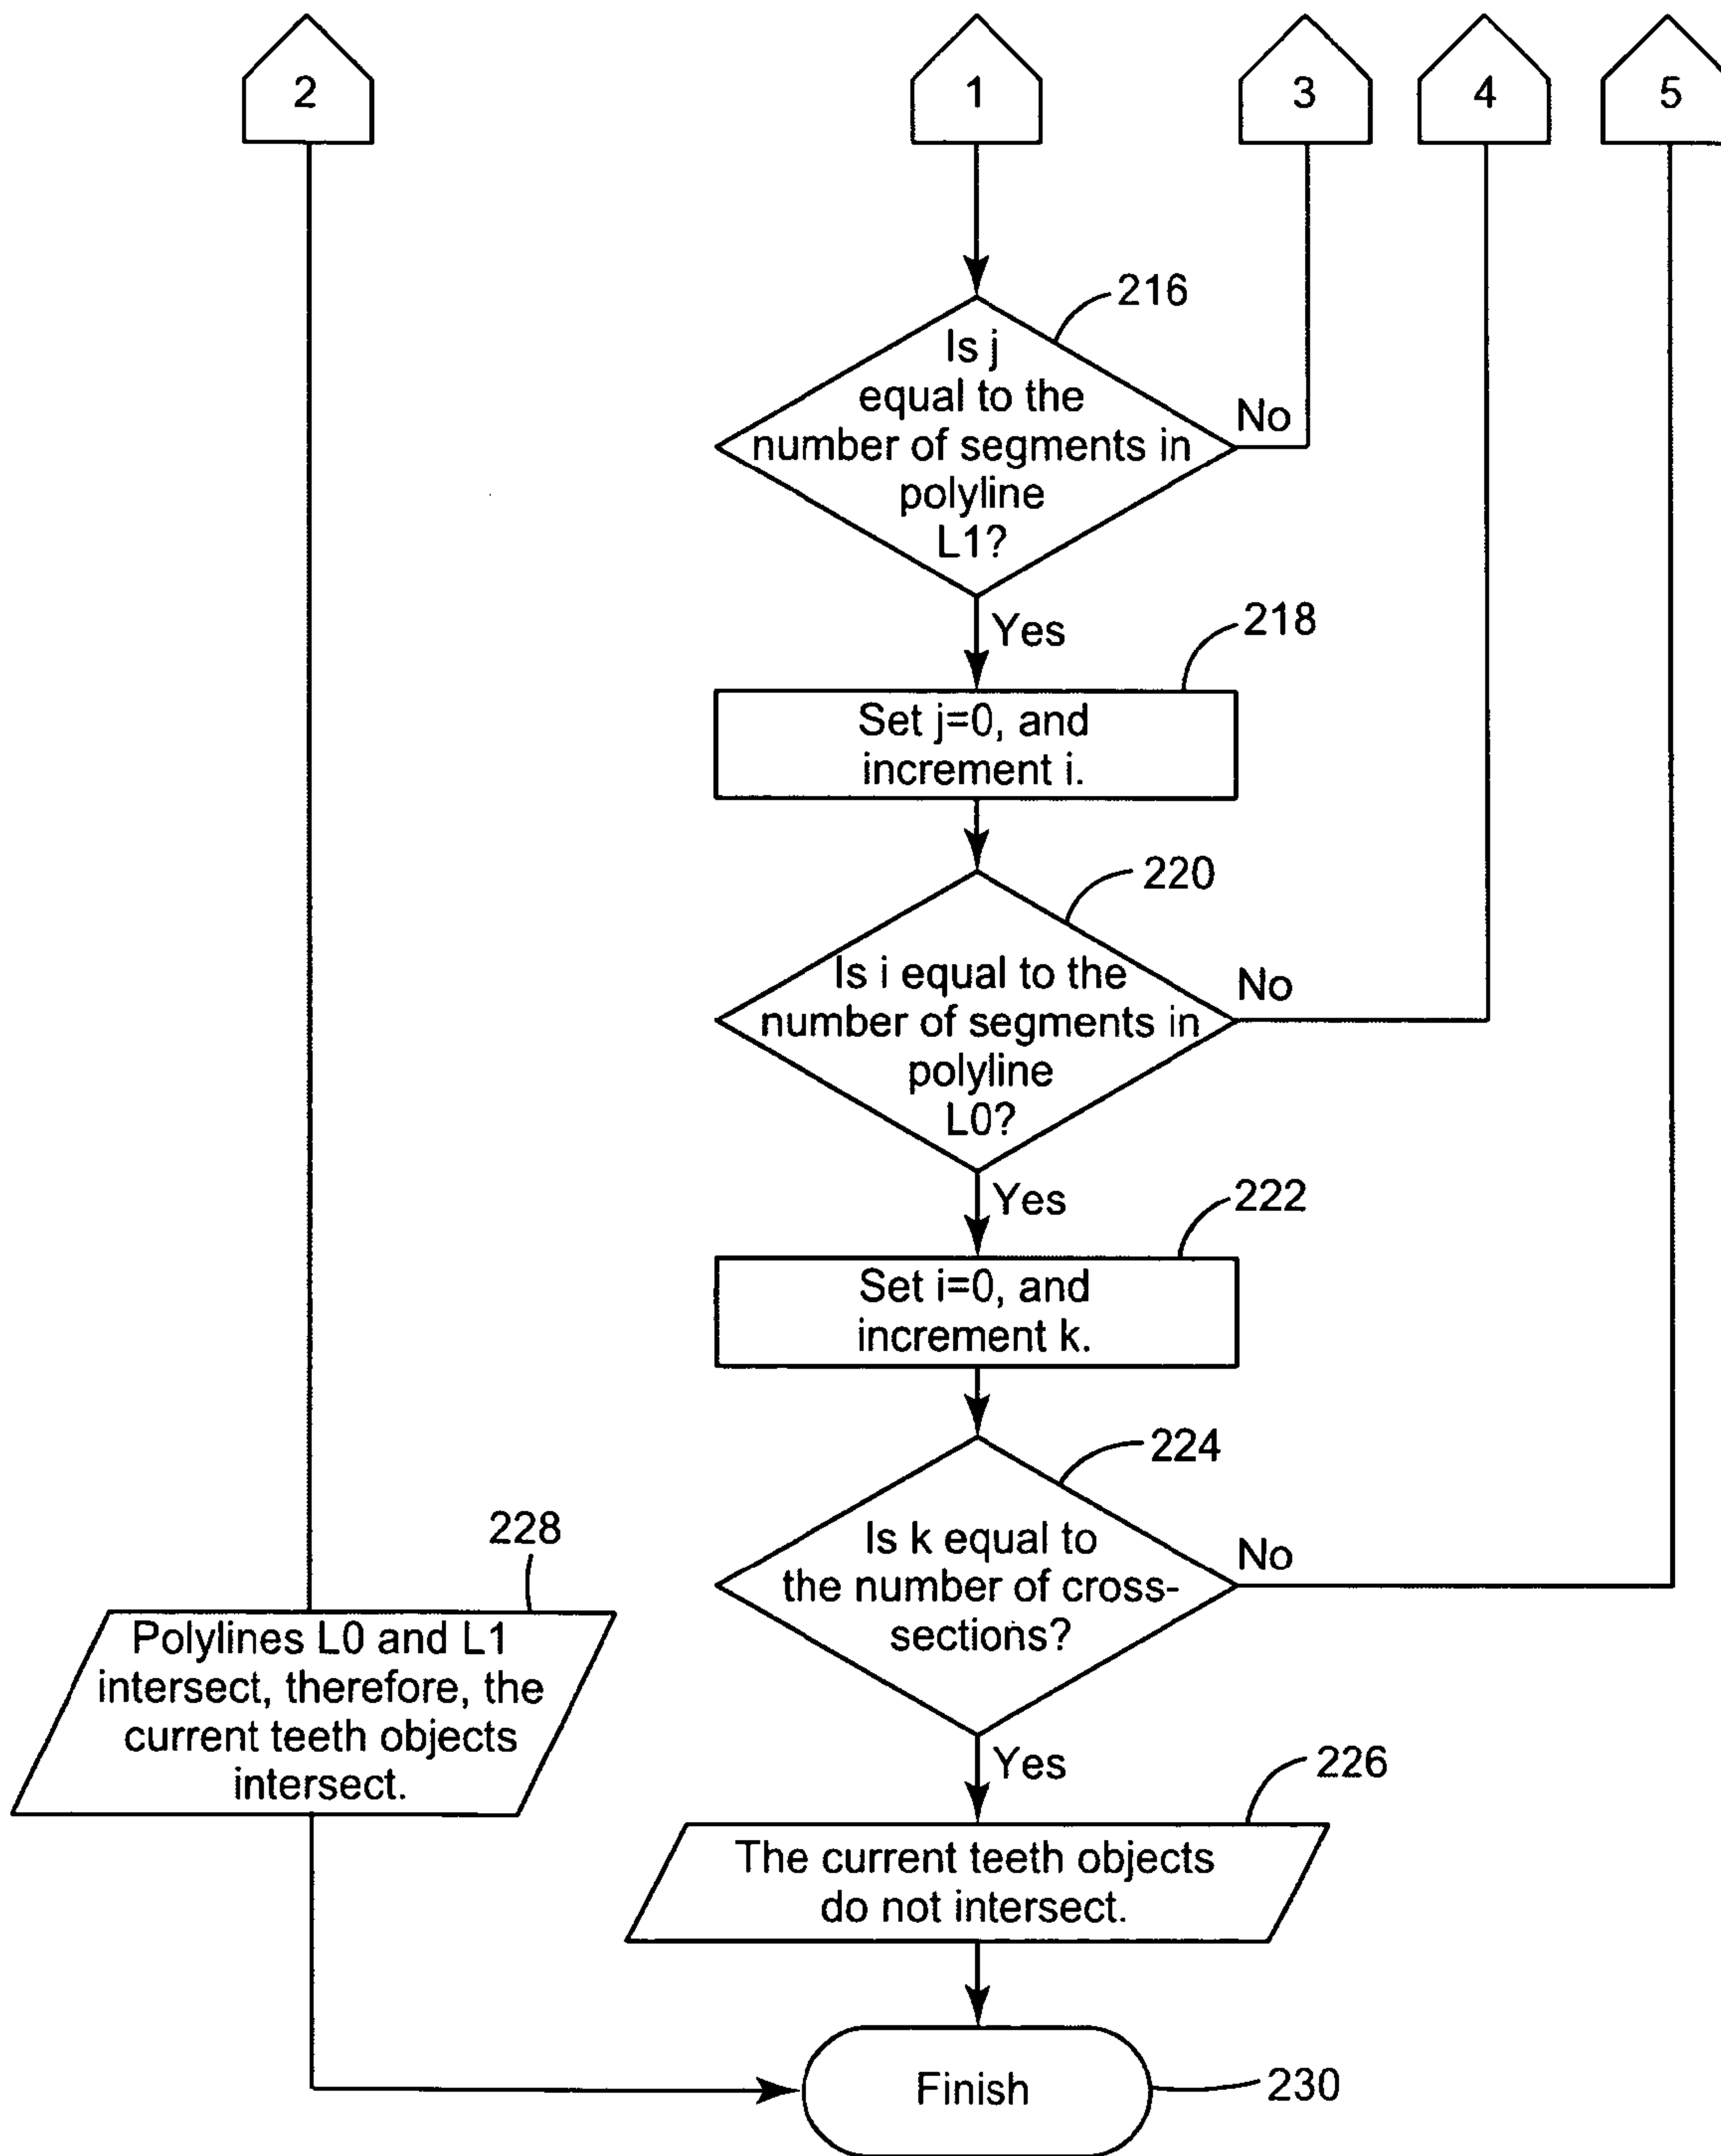 2
1
3
4
5
216
Is j
equal to the
number of segments in
polyline
L1?
No
Yes
218
Set j=0, and
increment i.
220
Is i equal to the
number of segments in
polyline
L0?
No
Yes
222
Set i=0, and
increment k.
224
Is k equal to
the number of cross-
sections?
No
228
Polylines L0 and L1
intersect, therefore, the
current teeth objects
intersect.
Yes
226
The current teeth objects
do not intersect.
Finish
230